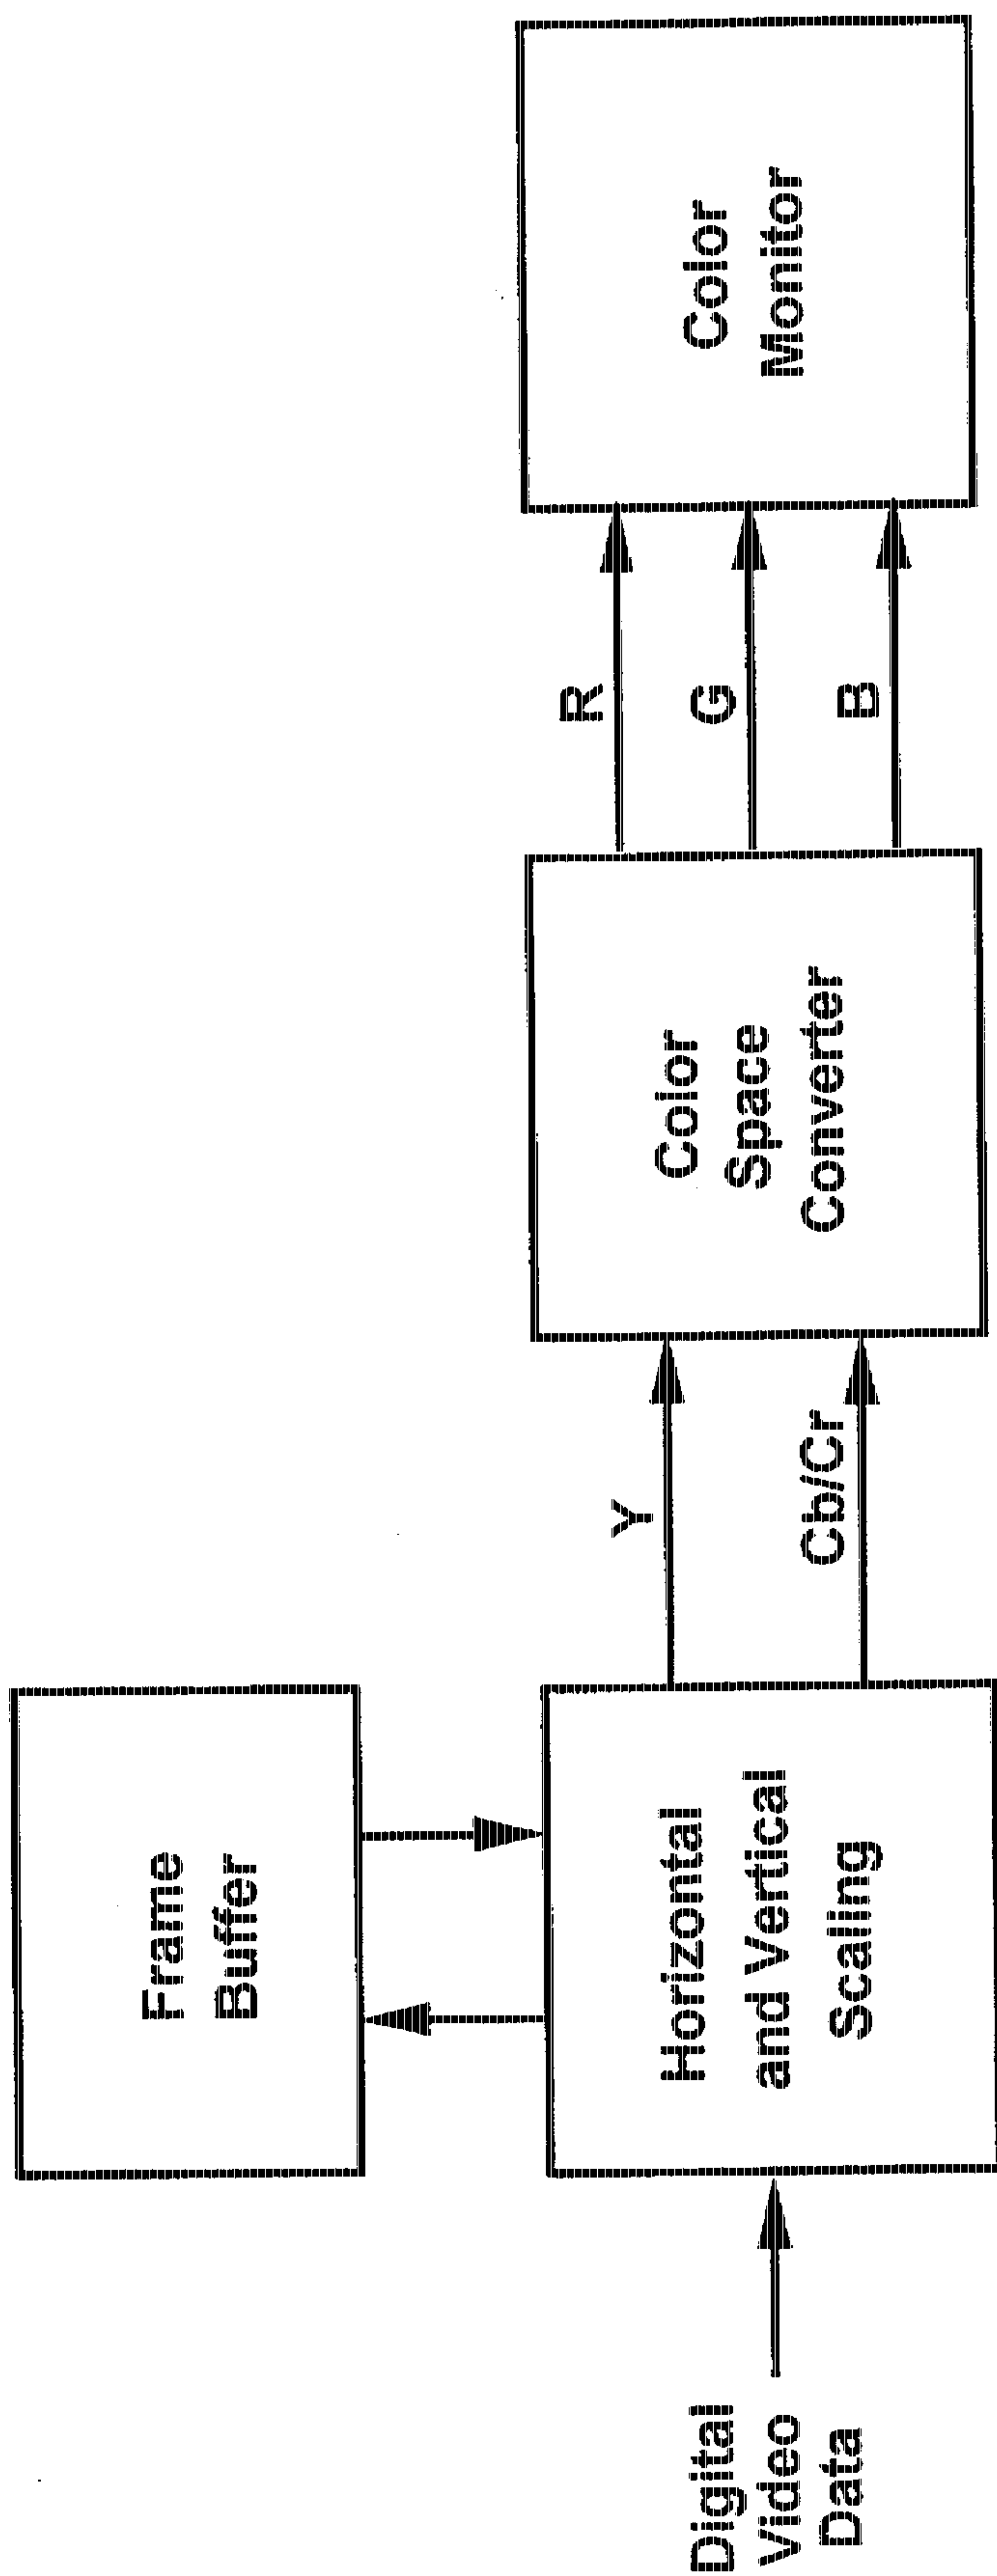 Frame
Buffer
Digital
Video
Data
Horizontal
and Vertical
Scaling
Y
Cb/Cr
Color
Space
Converter
R
G
B
Color
Monitor